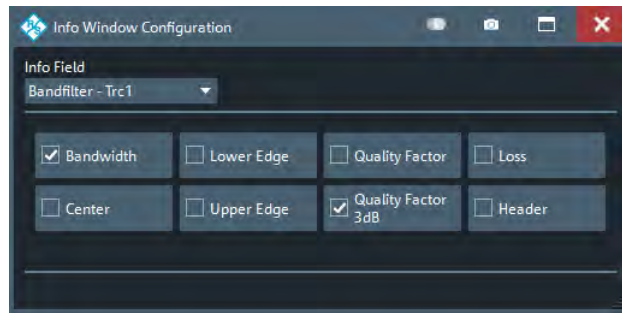 Info Window Configuration
Info Field
Bandfilter - Trc1
Bandwidth
Lower Edge
Quality Factor
Loss
Center
Upper Edge
Quality Factor
3dB
Header